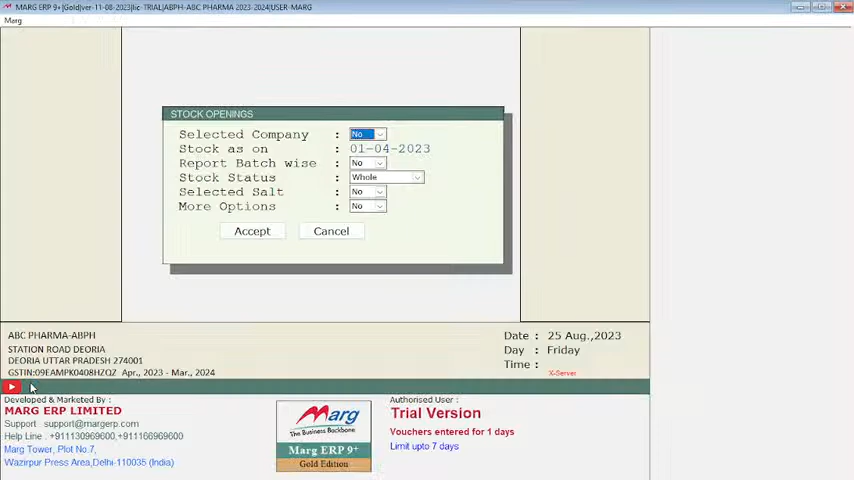 MARG ERP 9+|Gold|ver-11-08-2023|lic-TRIAL|ABPH-ABC PHARMA 2023-2024|USER-MARG
Marg
STOCK OPENINGS
Selected Company : No
Stock as on : 01-04-2023
Report Batch wise : No
Stock Status : Whole
Selected Salt : No
More Options : No
Accept Cancel
ABC PHARMA-ABPH
STATION ROAD DEORIA
DEORIA UTTAR PRADESH 274001
GSTIN:09EAMPK0408HZQZ Apr., 2023 - Mar., 2024
Date : 25 Aug.,2023
Day : Friday
Time :
X-Server
Developed & Marketed By :
MARG ERP LIMITED
Support : support@margerp.com
Help Line . +911130969600,+911166969600
Marg Tower, Plot No.7,
Wazirpur Press Area,Delhi-110035 (India)
Marg
The Business Backbone
Marg ERP 9+
Gold Edition
Authorised User :
Trial Version
Vouchers entered for 1 days
Limit upto 7 days